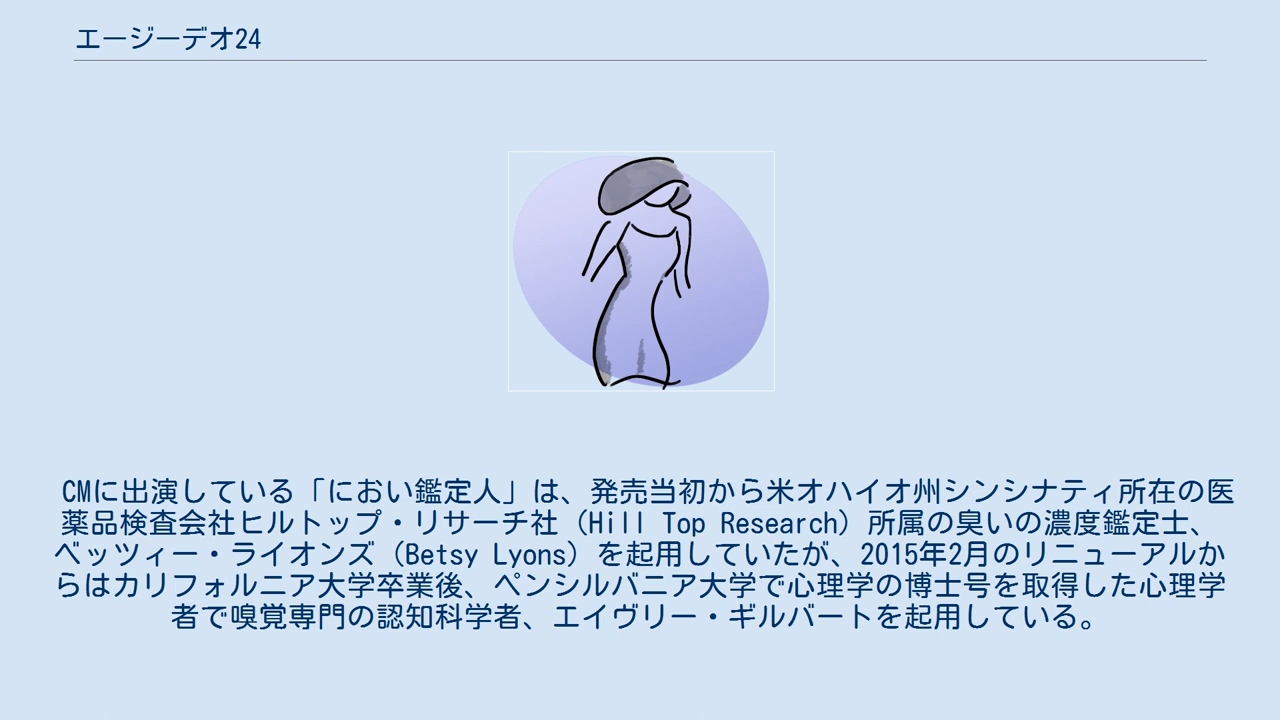 エージーデオ24
CMに出演している「におい鑑定人」は、発売当初から米オハイオ州シンシナティ所在の医
薬品検査会社ヒルトップ・リサーチ社（Hill Top Research）所属の臭いの濃度鑑定士、
ベッツィー・ライオンズ（Betsy Lyons）を起用していたが、2015年2月のリニューアルか
らはカリフォルニア大学卒業後、ペンシルバニア大学で心理学の博士号を取得した心理学
者で嗅覚専門の認知科学者、エイヴリー・ギルバートを起用している。